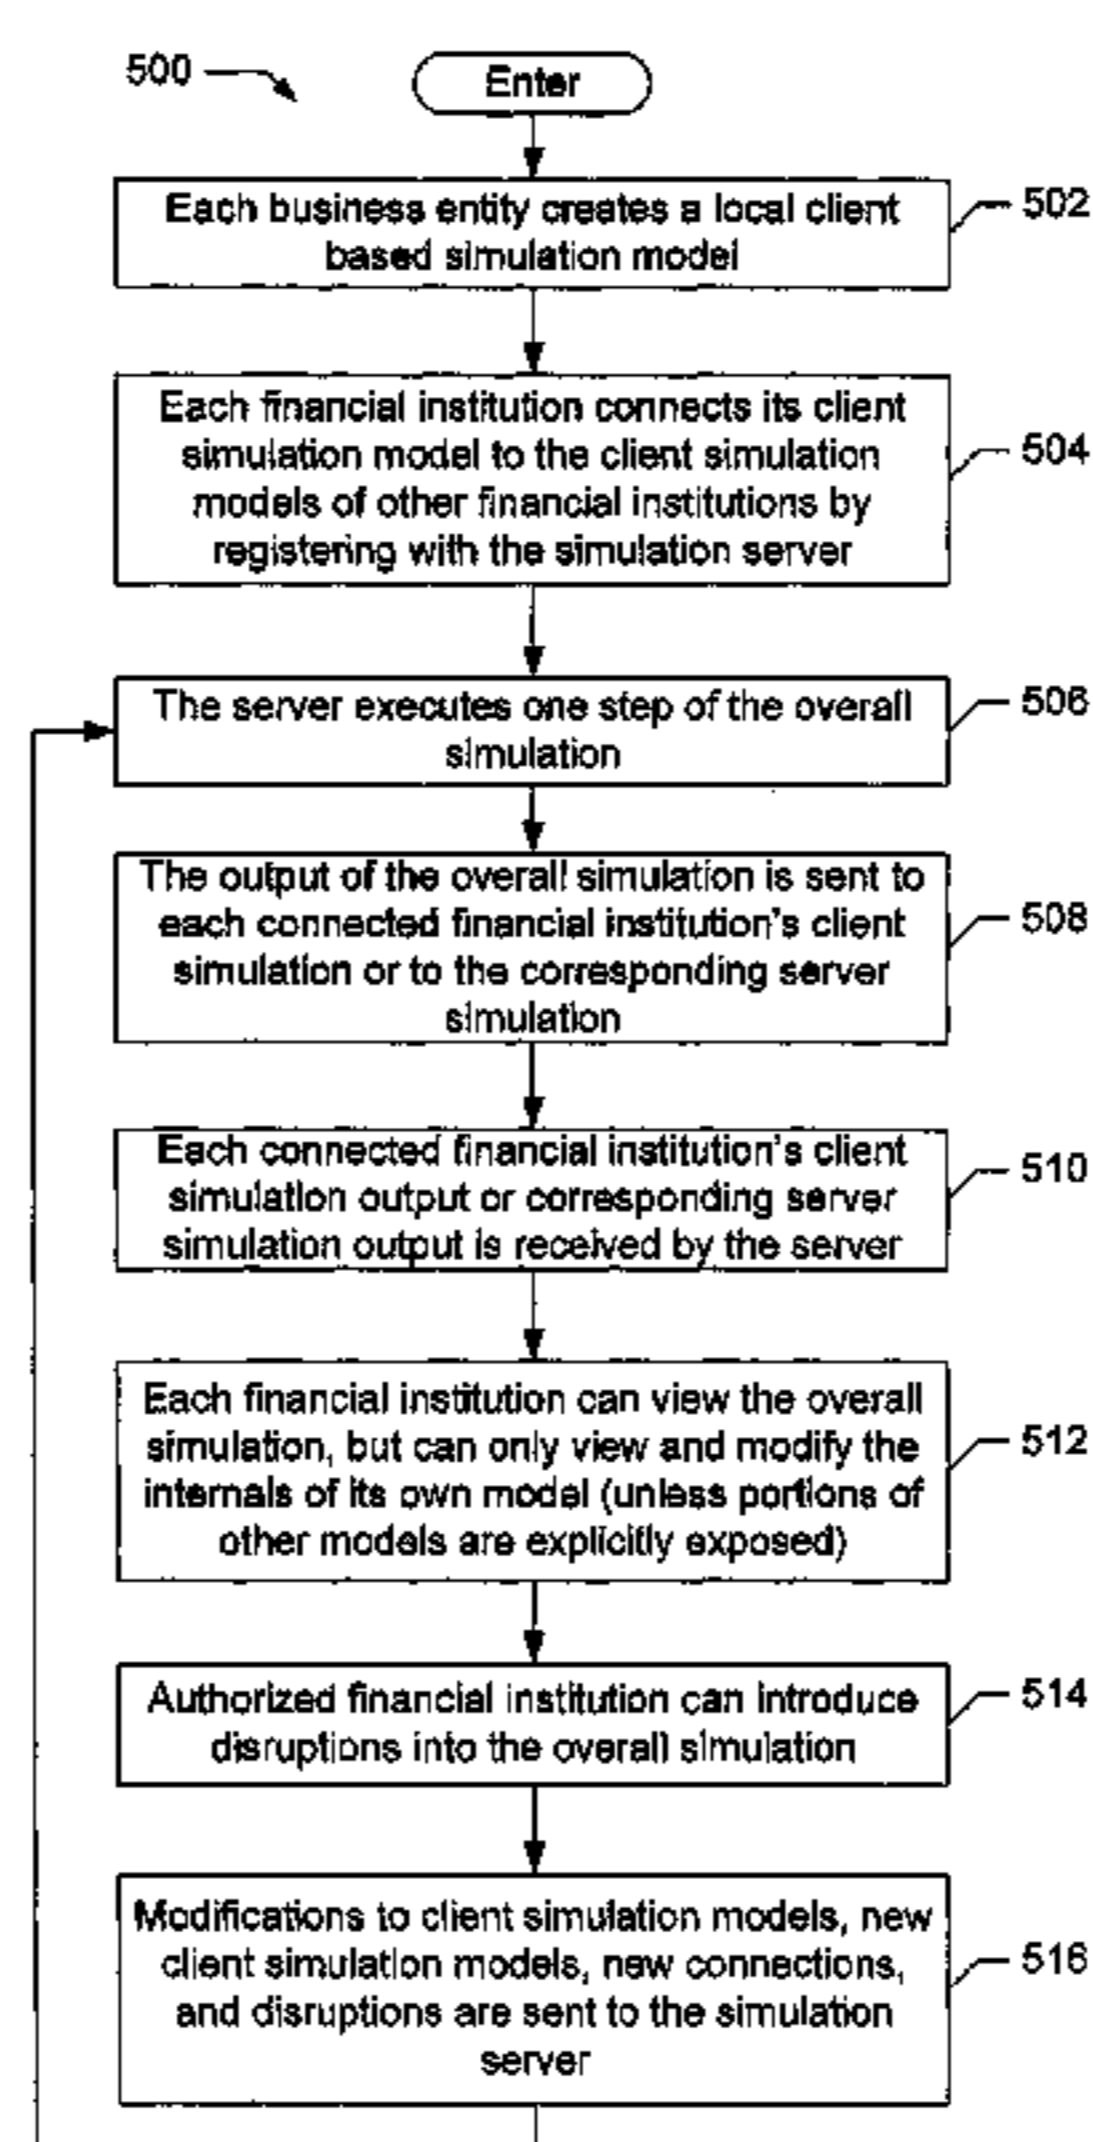 500
Enter
Each business entity creates a local client
based simulation model
502
Each financial institution connects its client
simulation model to the client simulation
models of other financial institutions by
registering with the simulation server
504
The server executes one step of the overall
simulation
506
The output of the overall simulation is sent to
each connected financial institution's client
simulation or to the corresponding server
simulation
508
Each connected financial institution's client
simulation output or corresponding server
simulation output is received by the server
510
Each financial institution can view the overall
simulation, but can only view and modify the
internals of its own model (unless portions of
other models are explicitly exposed)
512
Authorized financial institution can introduce
disruptions into the overall simulation
514
Modifications to client simulation models, new
client simulation models, new connections,
and disruptions are sent to the simulation
server
516